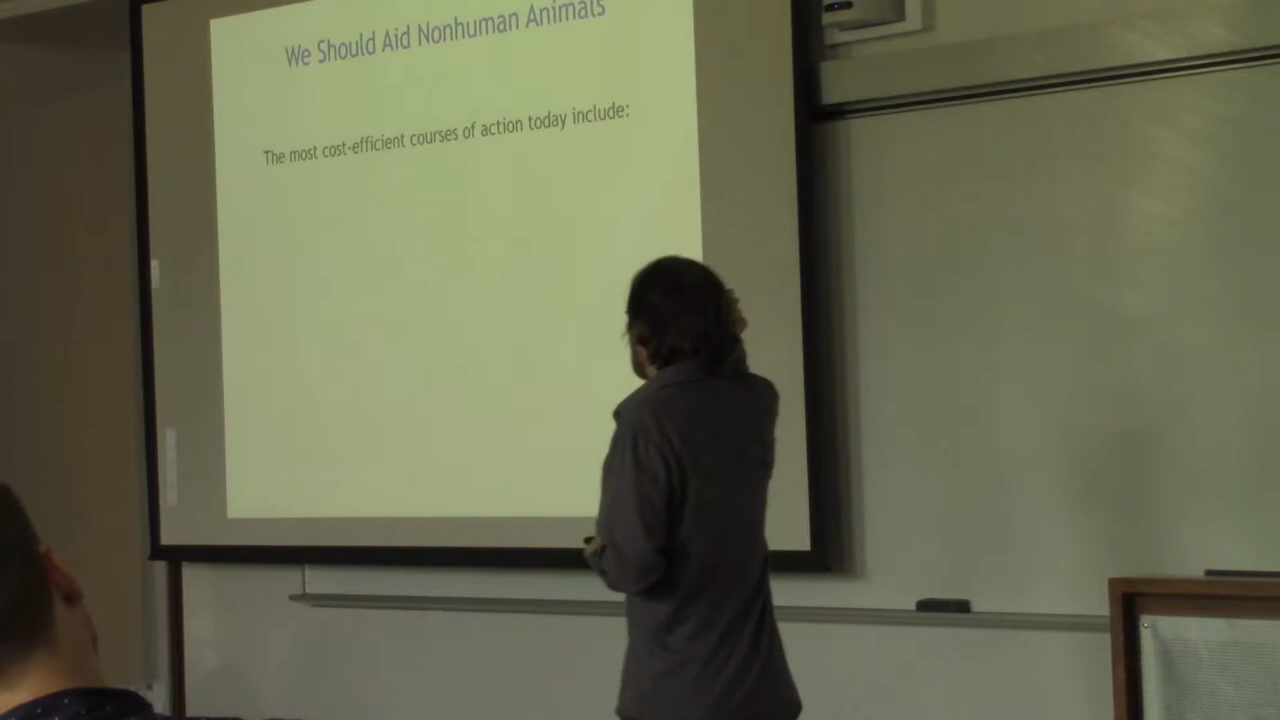 We Should Aid Nonhuman Animals
The most cost-efficient courses of action today include: